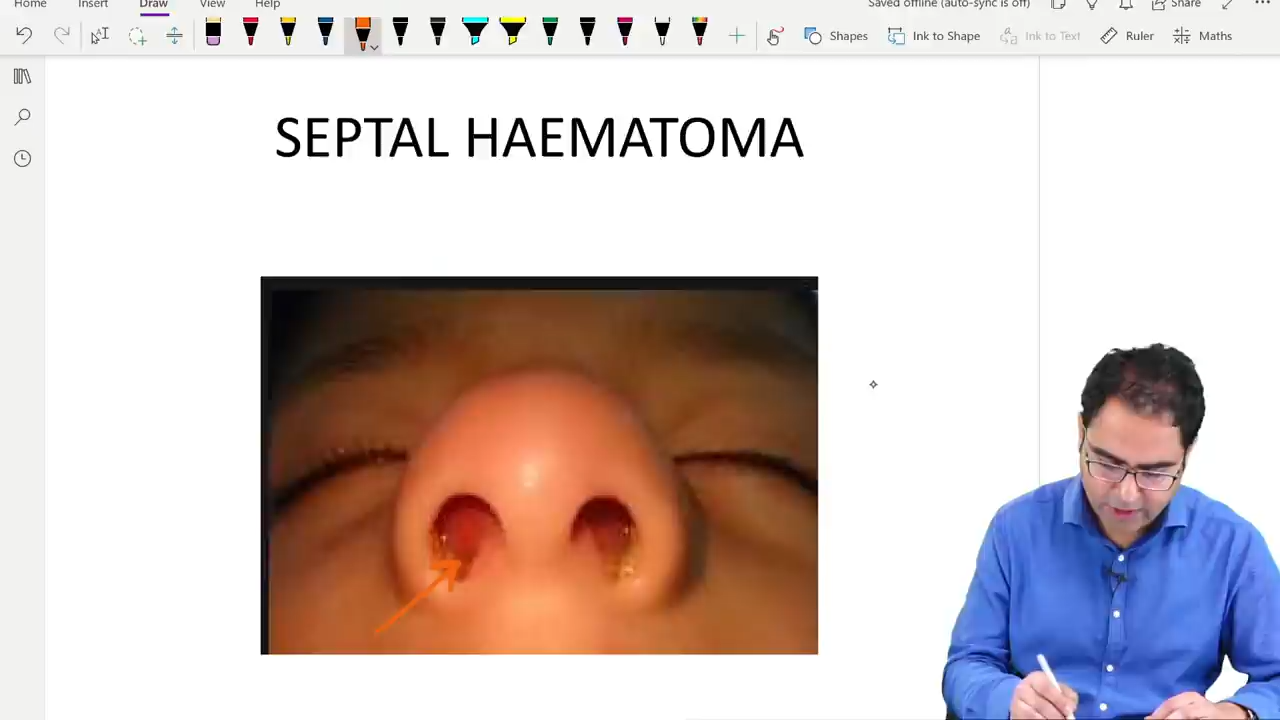 Home Insert Draw View Help Saved offline (auto-sync is off) Share
Shapes Ink to Shape Ink to Text Ruler Maths
SEPTAL HAEMATOMA